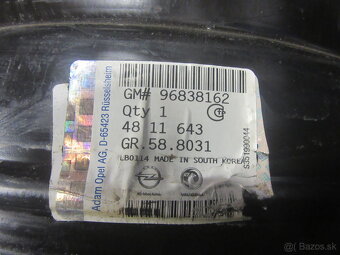 GM# 96838162
Qty 1
48 11 643
GR.58.8031
LB0114 MADE IN SOUTH KOREA
Adam Opel AG, D-65423 Rüsselsheim
© Bazos.sk